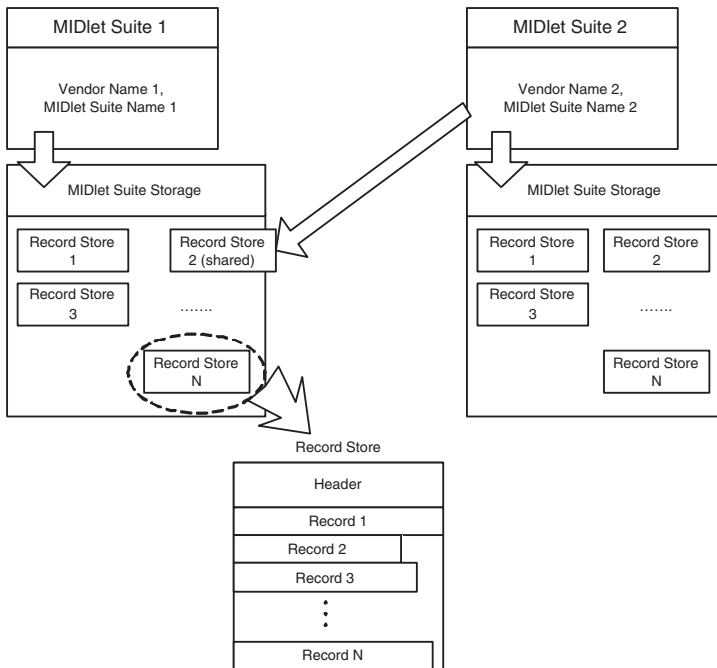 MIDlet Suite 1
Vendor Name 1,
MIDlet Suite Name 1
MIDlet Suite Storage
Record Store
1
Record Store
2 (shared)
Record Store
3
.......
Record Store
N
MIDlet Suite 2
Vendor Name 2,
MIDlet Suite Name 2
MIDlet Suite Storage
Record Store
1
Record Store
2
Record Store
3
.......
Record Store
N
Record Store
Header
Record 1
Record 2
Record 3
Record N